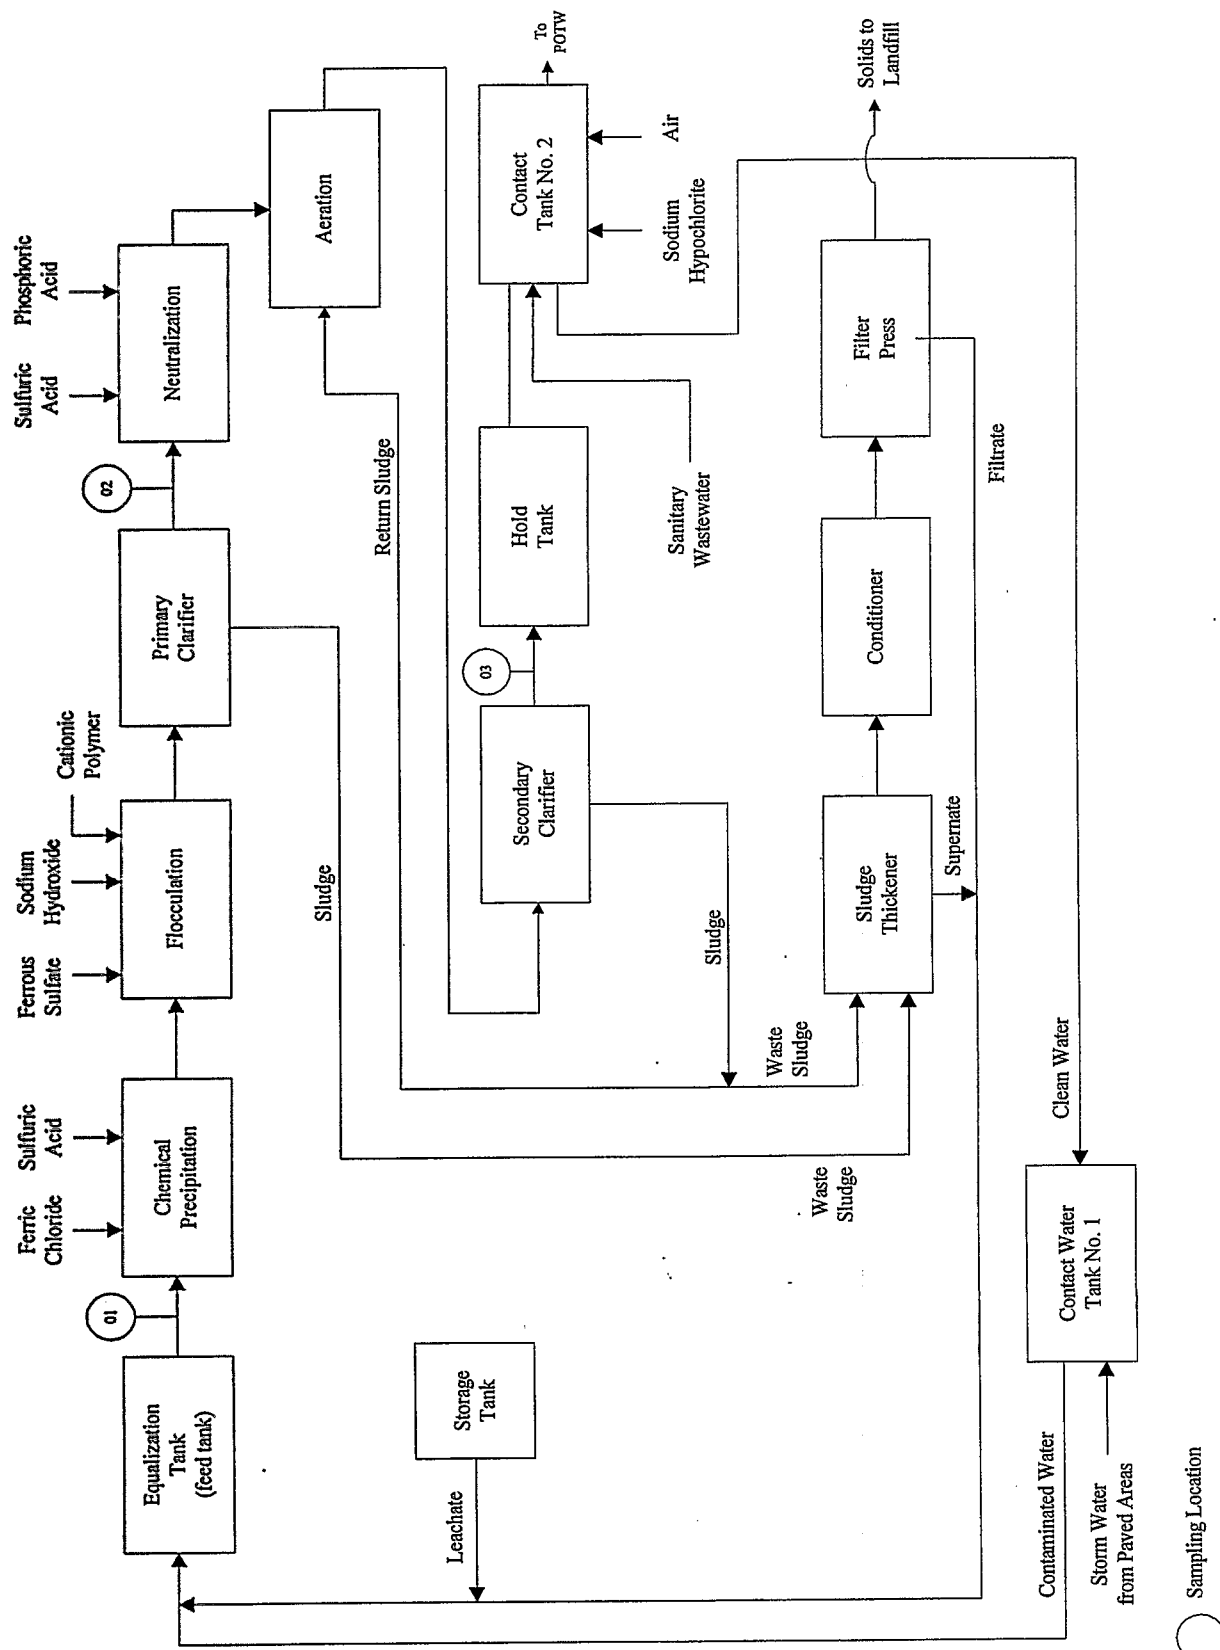 Ferric
Chloride
Sulfuric
Acid
Ferrous
Sulfate
Sodium
Hydroxide
Cationic
Polymer
Sulfuric
Acid
Phosphoric
Acid
01
02
Equalization
Tank
(feed tank)
Chemical
Precipitation
Flocculation
Primary
Clarifier
Neutralization
Aeration
Sludge
Return Sludge
Storage
Tank
Leachate
03
Secondary
Clarifier
Hold
Tank
Contact
Tank No. 2
To
POTW
Sludge
Sanitary
Wastewater
Sodium
Hypochlorite
Air
Waste
Sludge
Waste
Sludge
Sludge
Thickener
Conditioner
Filter
Press
Solids to
Landfill
Supernate
Filtrate
Contaminated Water
Clean Water
Contact Water
Tank No. 1
Storm Water
from Paved Areas
Sampling Location